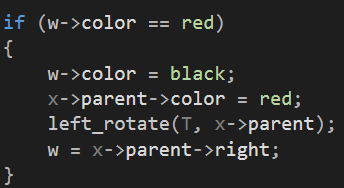 if (w->color == red)
{
    w->color = black;
    x->parent->color = red;
    left_rotate(T, x->parent);
    w = x->parent->right;
}